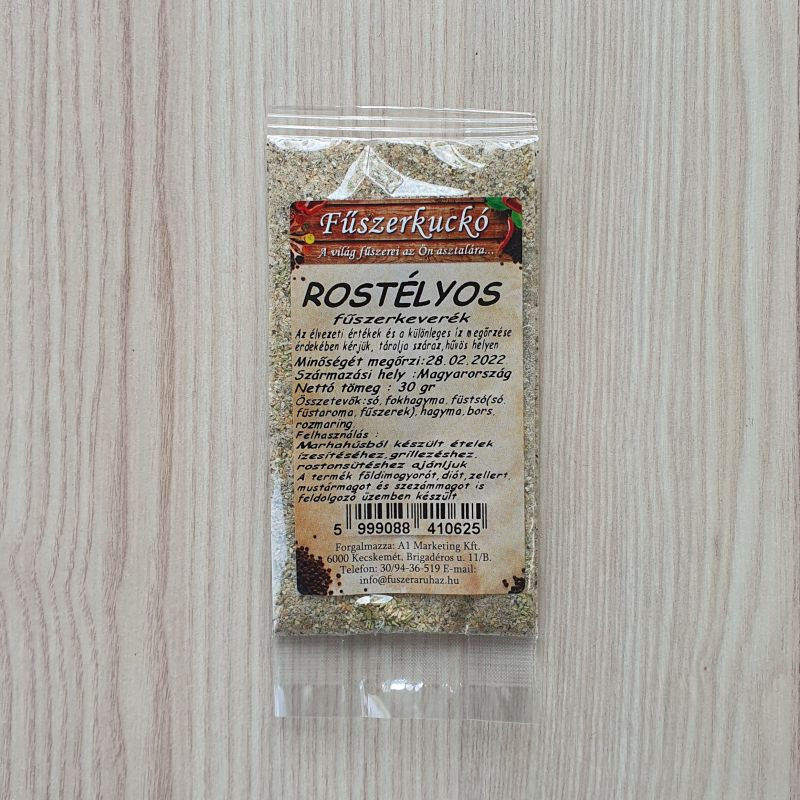 Fűszerkuckó
A világ fűszerei az Ön asztalára...
ROSTÉLYOS
fűszerkeverék
Az élvezeti értékek és a különleges íz megőrzése
érdekében kérjük, tárolja száraz,hűvös helyen
Minőségét megőrzi:28.02.2022
Származási hely :Magyarország
Nettó tömeg : 30 gr
Összetevők:só, fokhagyma, füstsó(só,
füstaroma, fűszerek), hagyma, bors,
rozmaring.
Felhasználás :
Marhahúsból készült ételek
ízesítéséhez,grillezéshez,
rostonsütéshez ajánljuk
A termék földimogyorót,diót,zellert,
mustármagot és szezámmagot is
feldolgozó üzemben készült.
5 999088 410625
Forgalmazza: A1 Marketing Kft.
6000 Kecskemét, Brigadéros u. 11/B.
Telefon: 30/94-36-519 E-mail:
info@fuszeraruhaz.hu